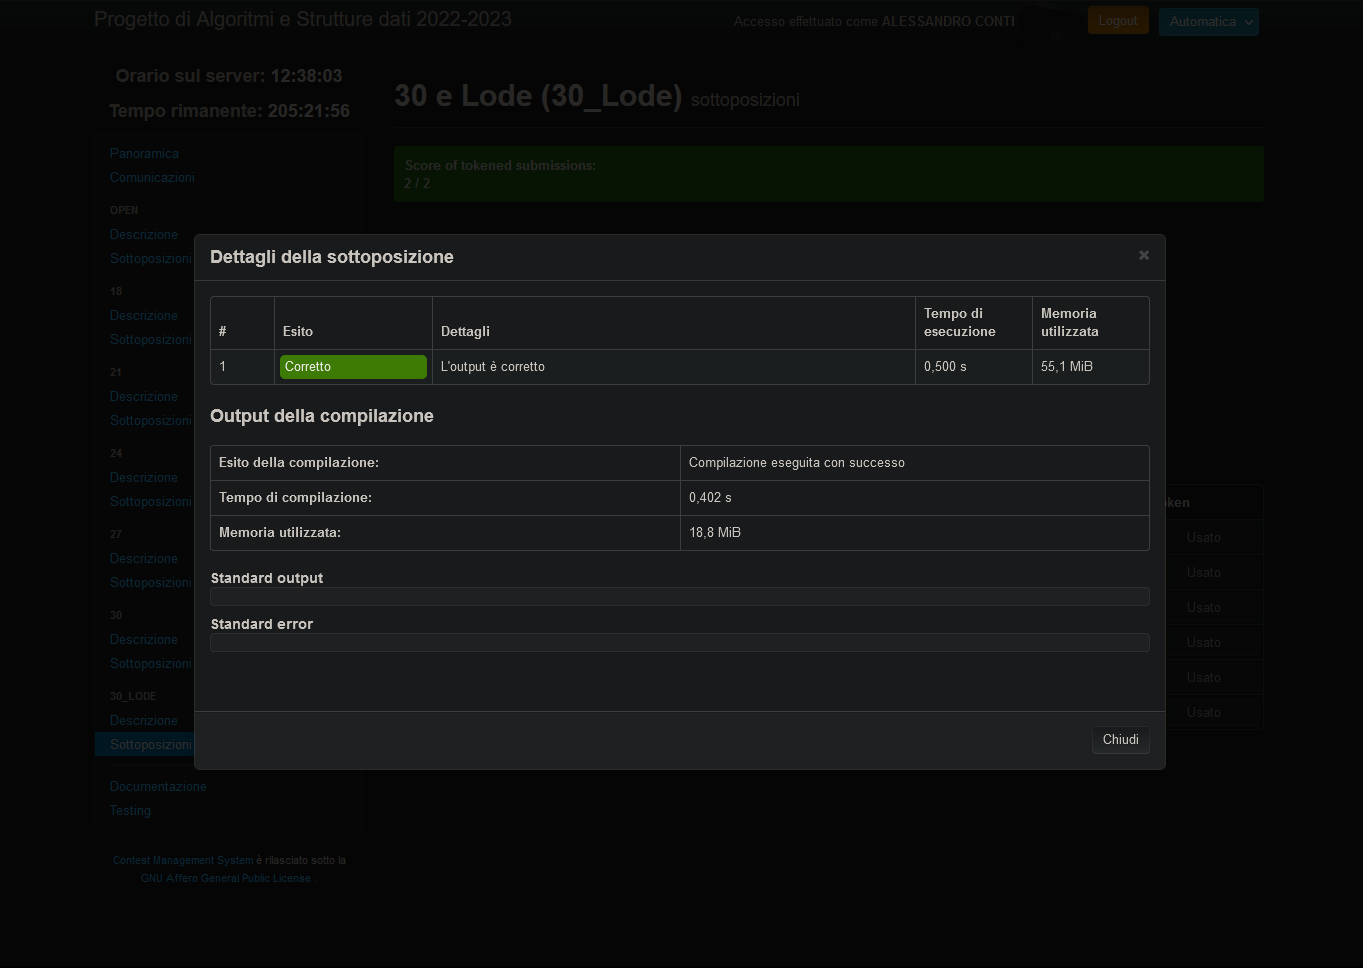 Progetto di Algoritmi e Strutture dati 2022-2023
Accesso effettuato come ALESSANDRO CONTI
Logout
Automatica
Orario sul server: 12:38:03
Tempo rimanente: 205:21:56
Panoramica
Comunicazioni
OPEN
Descrizione
Sottoposizioni
18
Descrizione
Sottoposizioni
21
Descrizione
Sottoposizioni
24
Descrizione
Sottoposizioni
27
Descrizione
Sottoposizioni
30
Descrizione
Sottoposizioni
30_LODE
Descrizione
Sottoposizioni
Documentazione
Testing
Contest Management System è rilasciato sotto la
GNU Affero General Public License .
30 e Lode (30_Lode) sottoposizioni
Score of tokened submissions:
2 / 2
Dettagli della sottoposizione
×
# Esito Dettagli Tempo di esecuzione Memoria utilizzata
1 Corretto L'output è corretto 0,500 s 55,1 MiB
Output della compilazione
Esito della compilazione: Compilazione eseguita con successo
Tempo di compilazione: 0,402 s
Memoria utilizzata: 18,8 MiB
Standard output
Standard error
Chiudi
ken
Usato
Usato
Usato
Usato
Usato
Usato